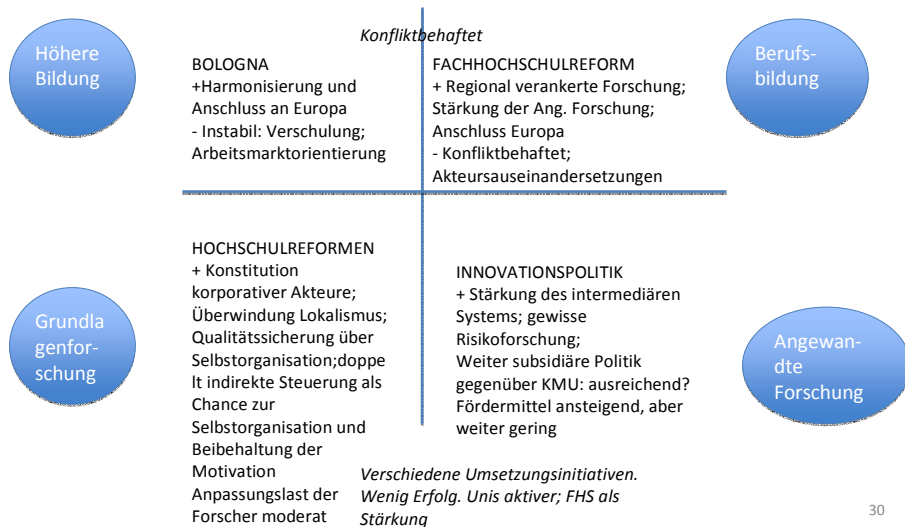 Konfliktbehaftet
Höhere
Bildung
BOLOGNA
+Harmonisierung und
Anschluss an Europa
- Instabil: Verschulung;
Arbeitsmarktorientierung
FACHHOCHSCHULREFORM
+ Regional verankerte Forschung;
Stärkung der Ang. Forschung;
Anschluss Europa
- Konfliktbehaftet;
Akteursauseinandersetzungen
Berufs-
bildung
Grundla
genfor-
schung
HOCHSCHULREFORMEN
+ Konstitution
korporativer Akteure;
Überwindung Lokalismus;
Qualitätssicherung über
Selbstorganisation;doppe
lt indirekte Steuerung als
Chance zur
Selbstorganisation und
Beibehaltung der
Motivation
Anpassungslast der
Forscher moderat
INNOVATIONSPOLITIK
+ Stärkung des intermediären
Systems; gewisse
Risikoforschung;
Weiter subsidiäre Politik
gegenüber KMU: ausreichend?
Fördermittel ansteigend, aber
weiter gering
Angewan-
dte
Forschung
Verschiedene Umsetzungsinitiativen.
Wenig Erfolg. Unis aktiver; FHS als
Stärkung
30